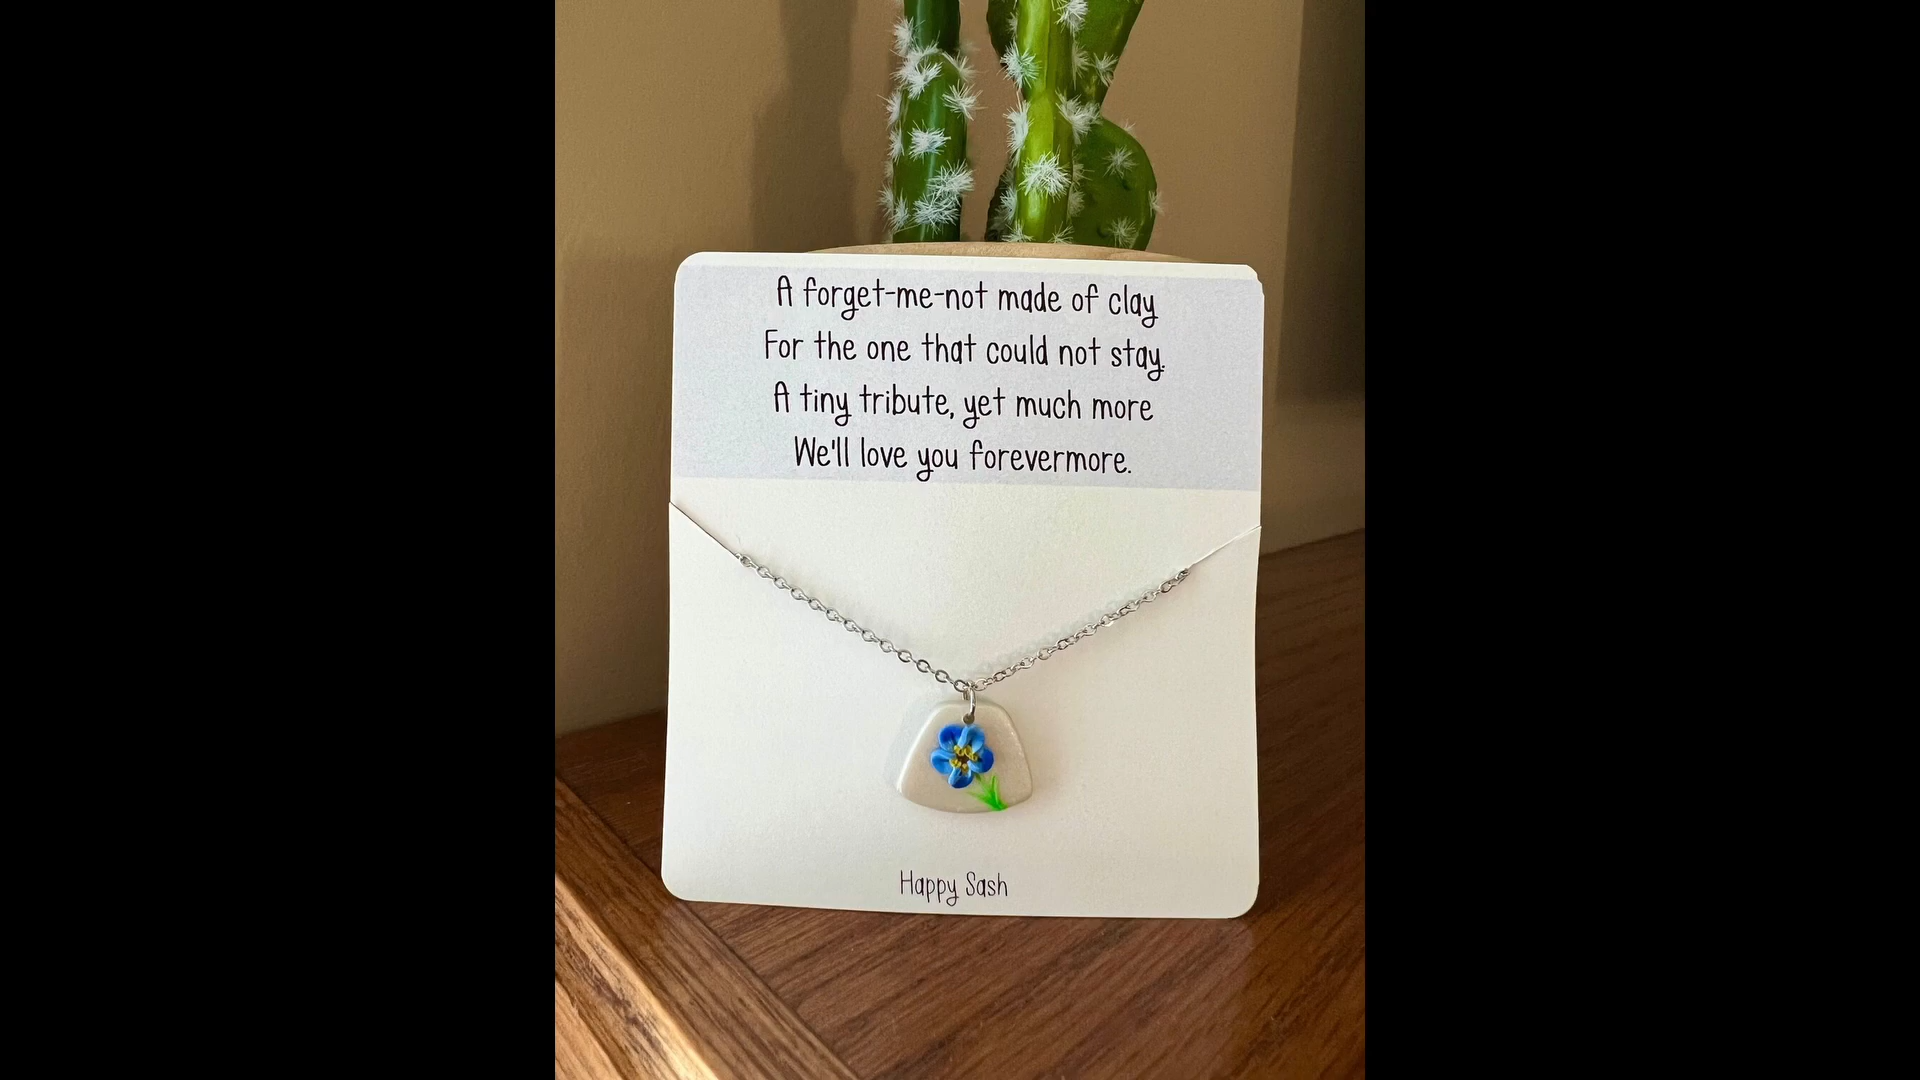 A forget-me-not made of clay
For the one that could not stay.
A tiny tribute, yet much more
We'll love you forevermore.
Happy Sash